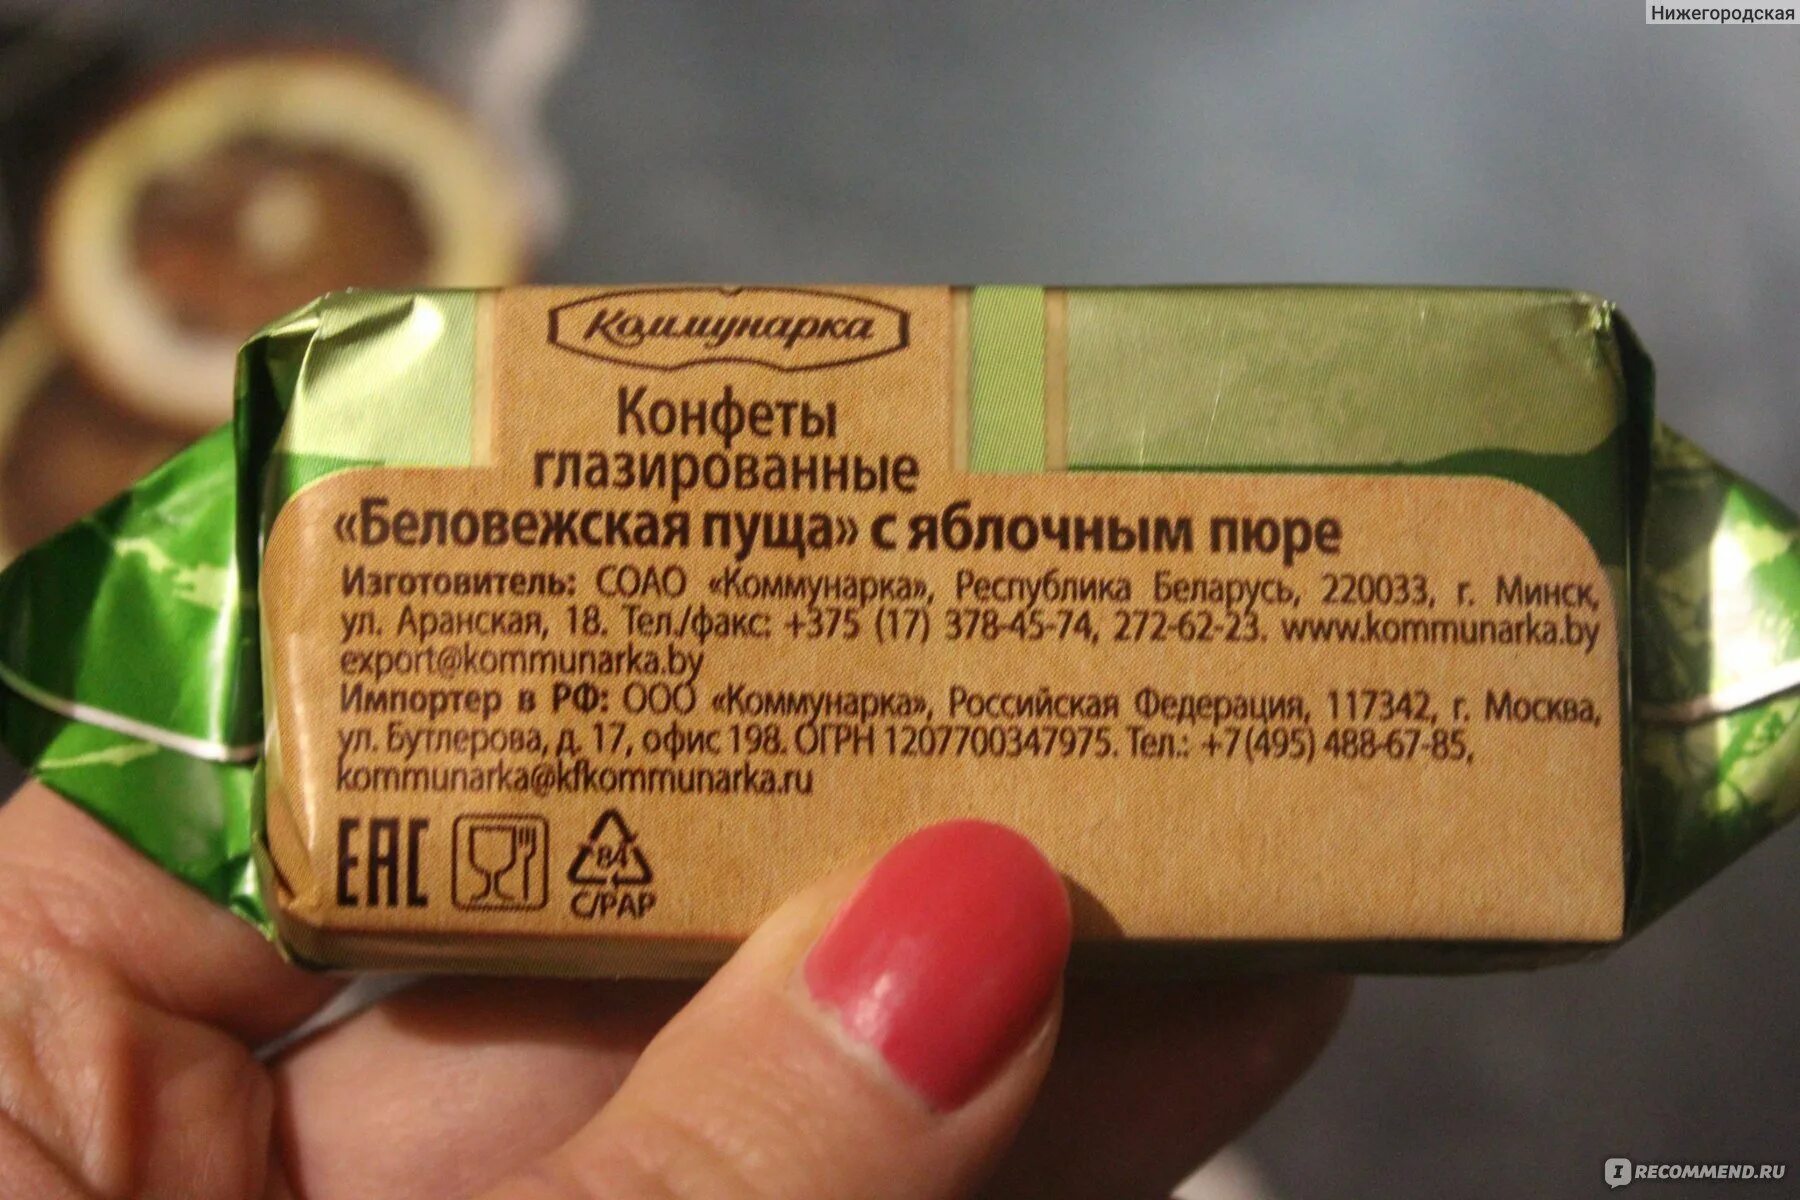 Нижегородская
Коммунарка
Конфеты
глазированные
«Беловежская пуща» с яблочным пюре
Изготовитель: СОАО «Коммунарка», Республика Беларусь, 220033, г. Минск,
ул. Аранская, 18. Тел./факс: +375 (17) 378-45-74, 272-62-23. www.kommunarka.by
export@kommunarka.by
Импортер в РФ: ООО «Коммунарка», Российская Федерация, 117342, г. Москва,
ул. Бутлерова, д. 17, офис 198. ОГРН 1207700347975. Тел.: +7 (495) 488-67-85,
kommunarka@kfkommunarka.ru
EAC
84
C/PAP
IRECOMMEND.RU